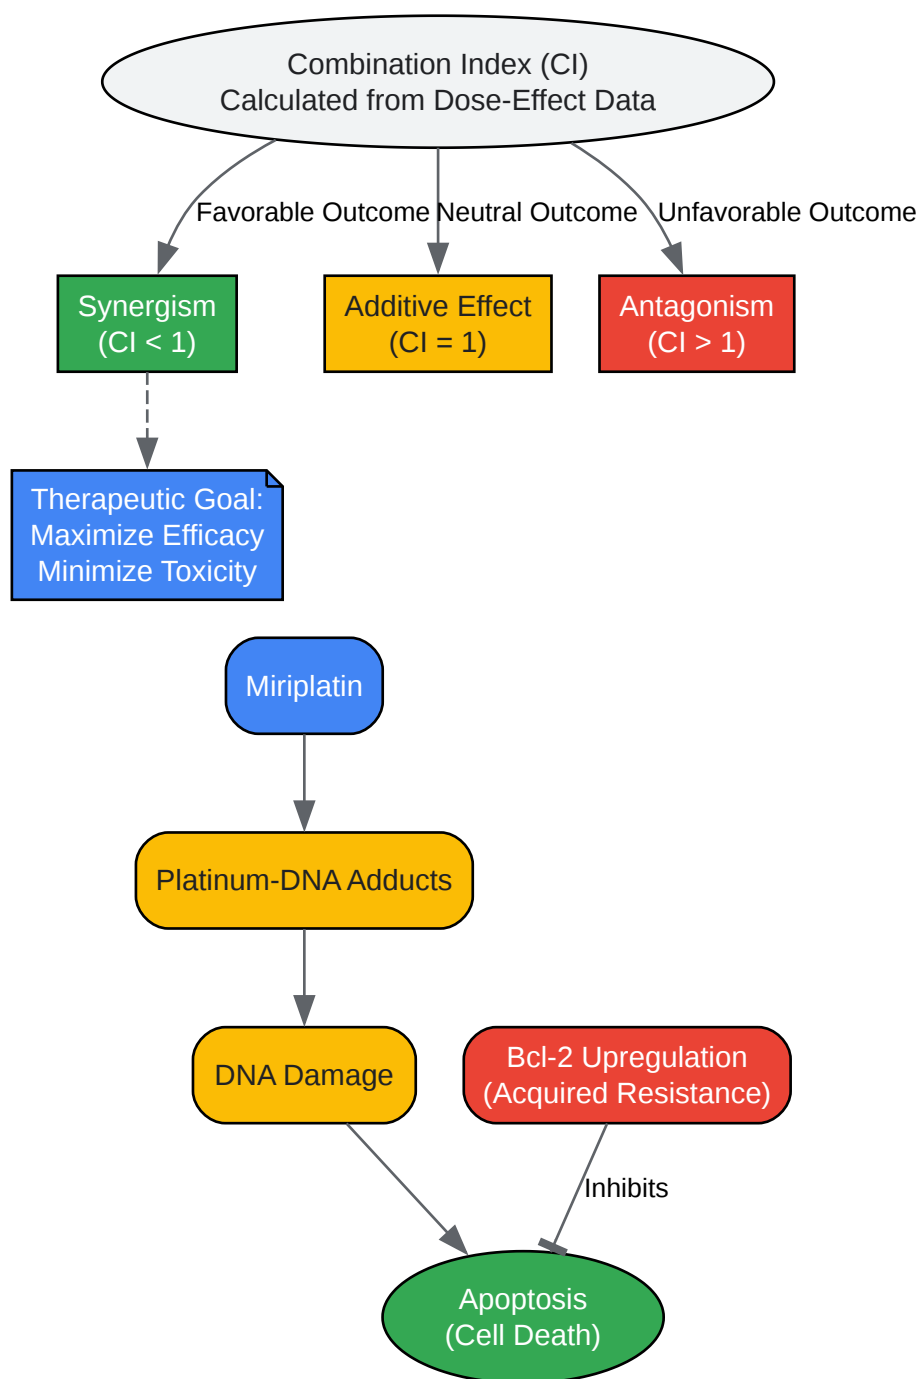 Combination Index (CI)
Calculated from Dose-Effect Data
Favorable Outcome
Neutral Outcome
Unfavorable Outcome
Synergism
(CI < 1)
Additive Effect
(CI = 1)
Antagonism
(CI > 1)
Therapeutic Goal:
Maximize Efficacy
Minimize Toxicity
Miriplatin
Platinum-DNA Adducts
DNA Damage
Bcl-2 Upregulation
(Acquired Resistance)
Inhibits
Apoptosis
(Cell Death)